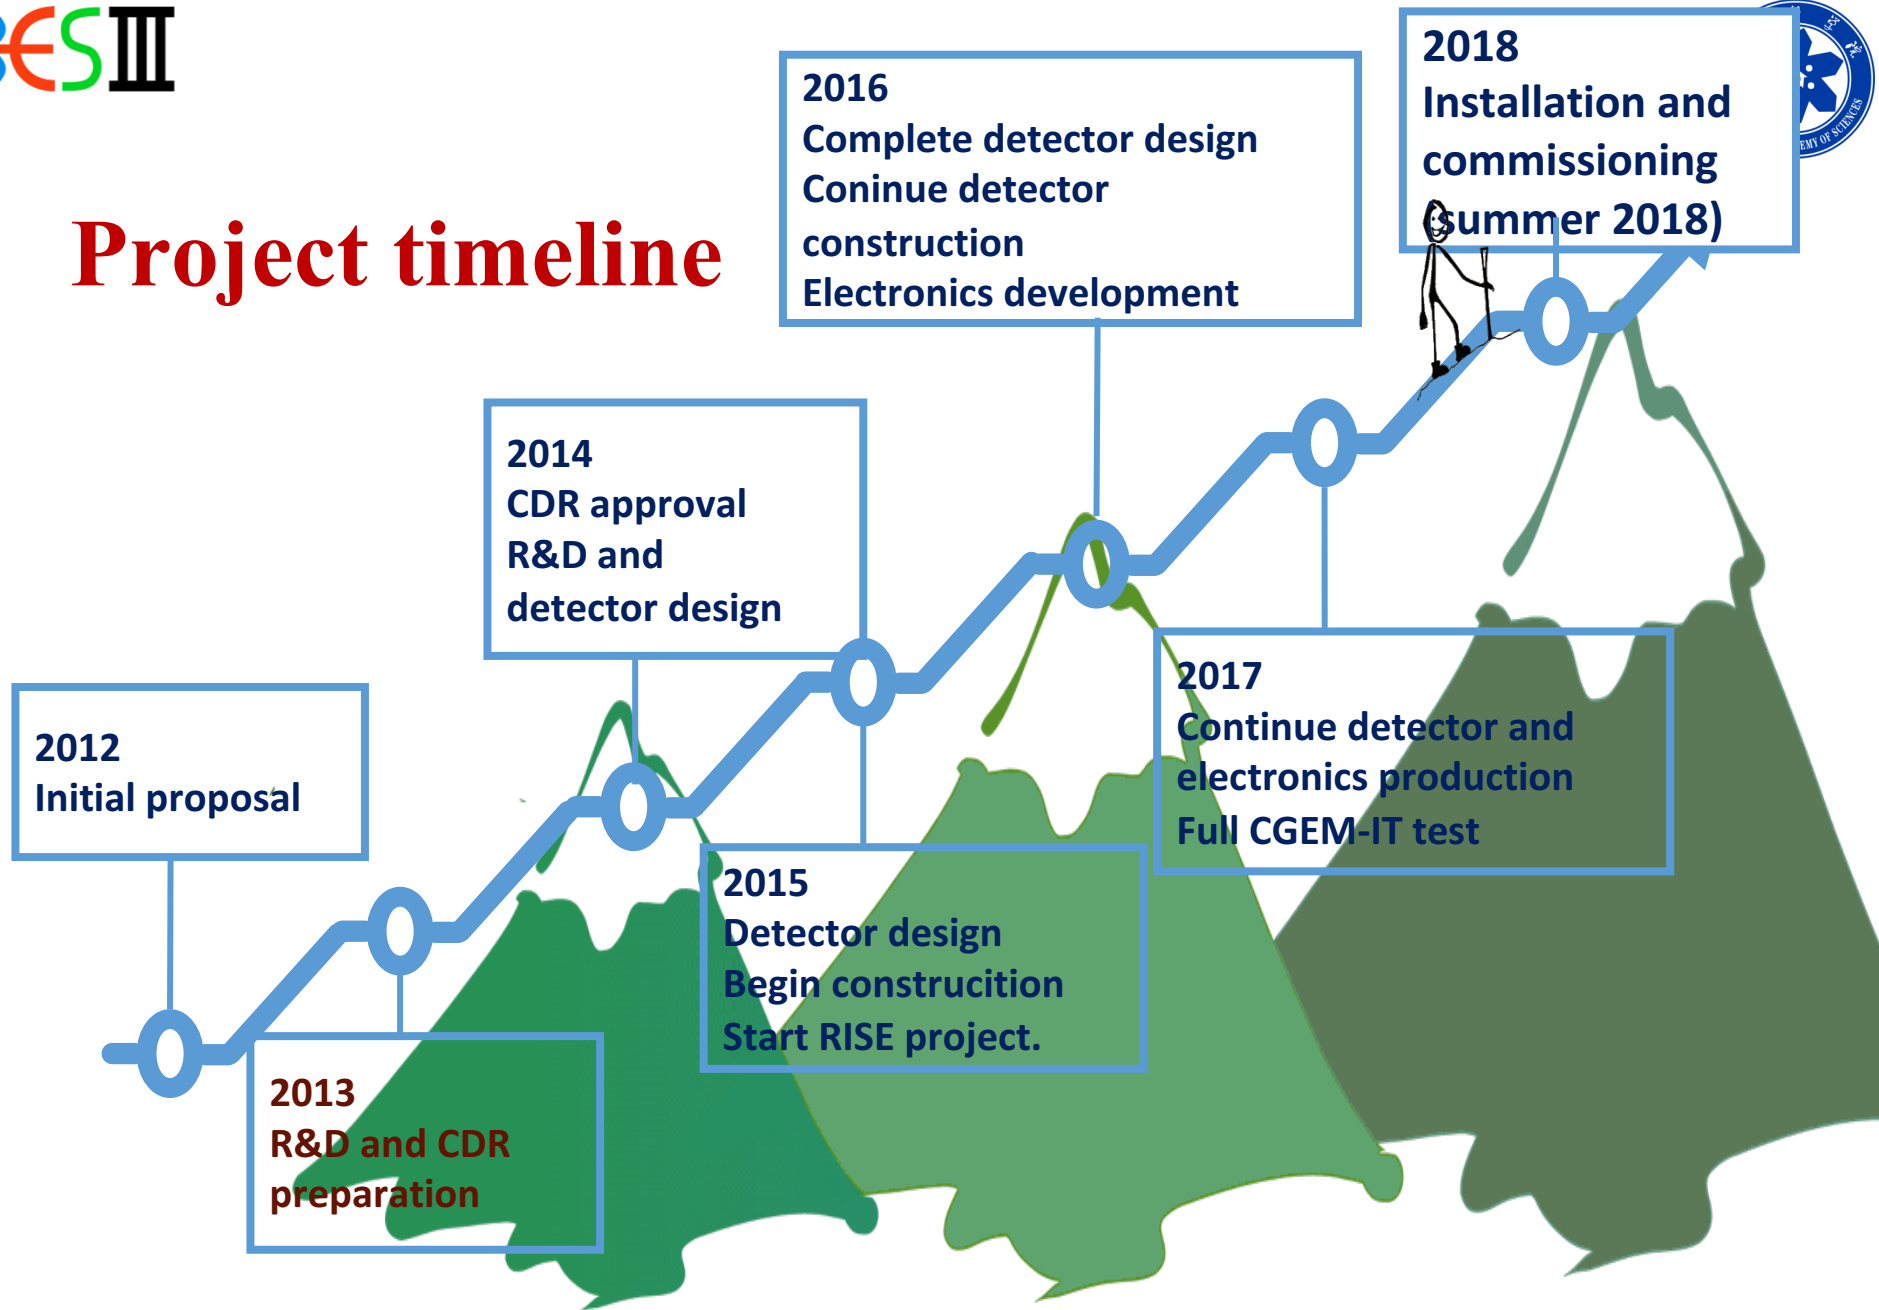 BESIII
Project timeline
2012
Initial proposal
2013
R&D and CDR
preparation
2014
CDR approval
R&D and
detector design
2015
Detector design
Begin construcition
Start RISE project.
2016
Complete detector design
Coninue detector
construction
Electronics development
2017
Continue detector and
electronics production
Full CGEM-IT test
2018
Installation and
commissioning
(summer 2018)
OF SCIENCES